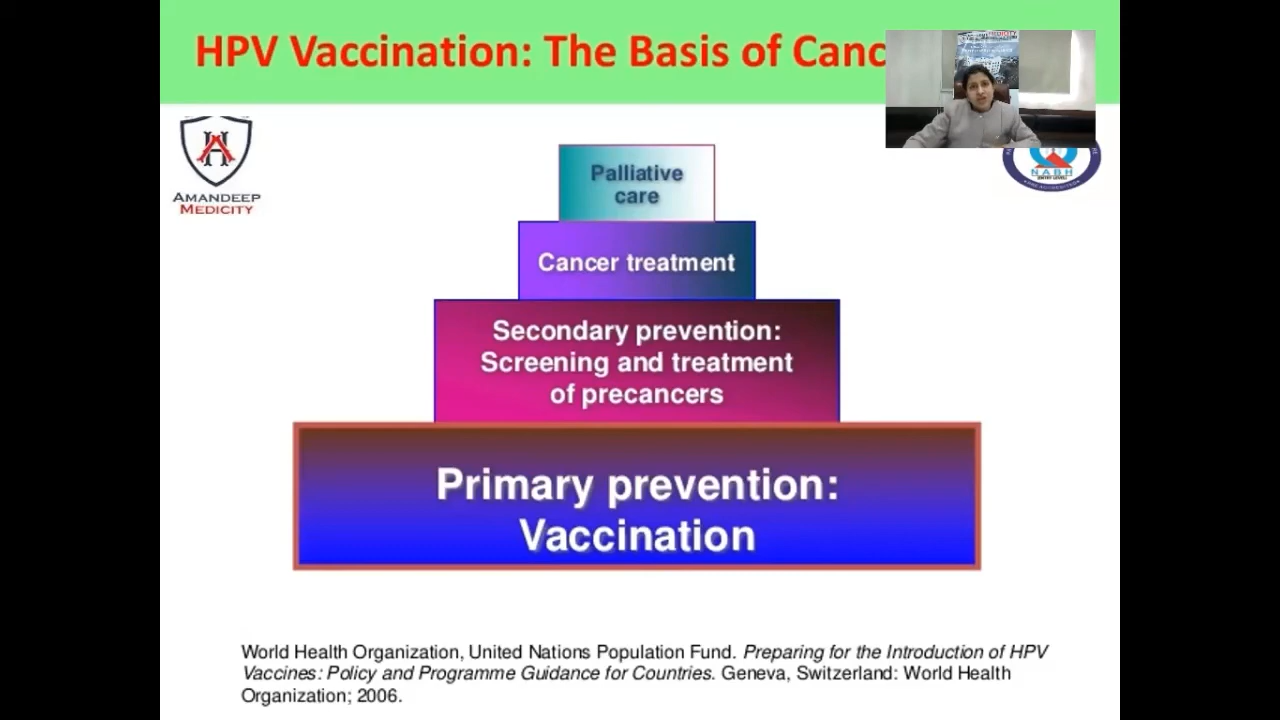 HPV Vaccination: The Basis of Canc
AMANDEEP
MEDICITY
NABH
Palliative
care
Cancer treatment
Secondary prevention:
Screening and treatment
of precancers
Primary prevention:
Vaccination
World Health Organization, United Nations Population Fund. Preparing for the Introduction of HPV
Vaccines: Policy and Programme Guidance for Countries. Geneva, Switzerland: World Health
Organization; 2006.